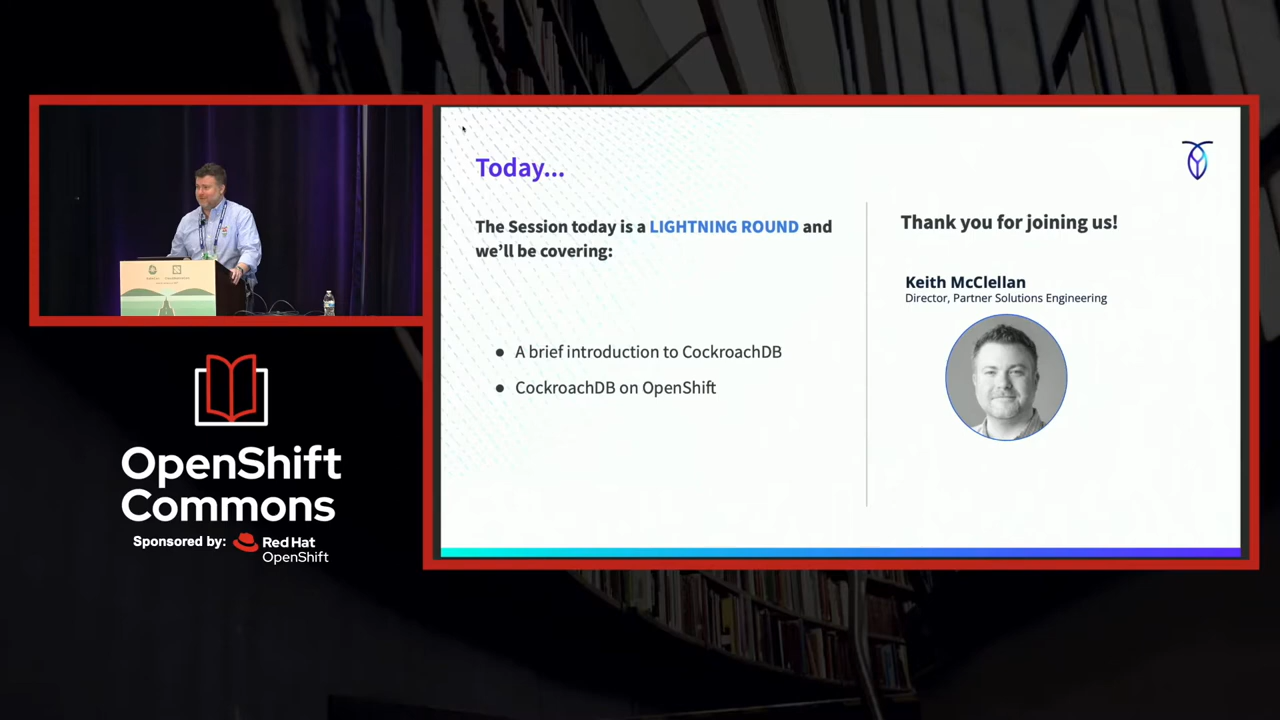 Today...
The Session today is a LIGHTNING ROUND and
we'll be covering:
● A brief introduction to CockroachDB
● CockroachDB on OpenShift
Thank you for joining us!
Keith McClellan
Director, Partner Solutions Engineering
OpenShift
Commons
Sponsored by:
Red Hat
OpenShift